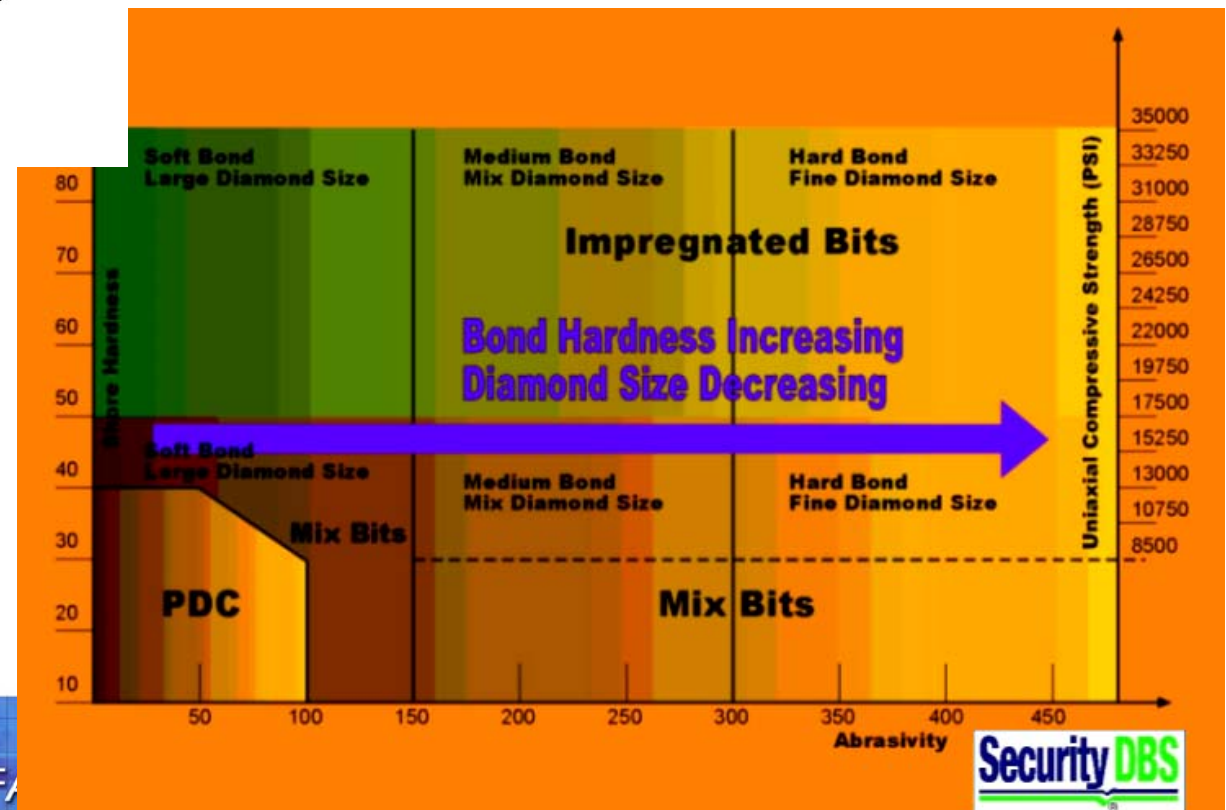 Soft Bond
Large Diamond Size
Medium Bond
Mix Diamond Size
Hard Bond
Fine Diamond Size
Impregnated Bits
Bond Hardness Increasing
Diamond Size Decreasing
Shore Hardness
80
70
60
50
40
30
20
10
Soft Bond
Large Diamond Size
Medium Bond
Mix Diamond Size
Hard Bond
Fine Diamond Size
Mix Bits
PDC
Mix Bits
Uniaxial Compressive Strength (PSI)
35000
33250
31000
28750
26500
24250
22000
19750
17500
15250
13000
10750
8500
50
100
150
200
250
300
350
400
450
Abrasivity
Security DBS
®